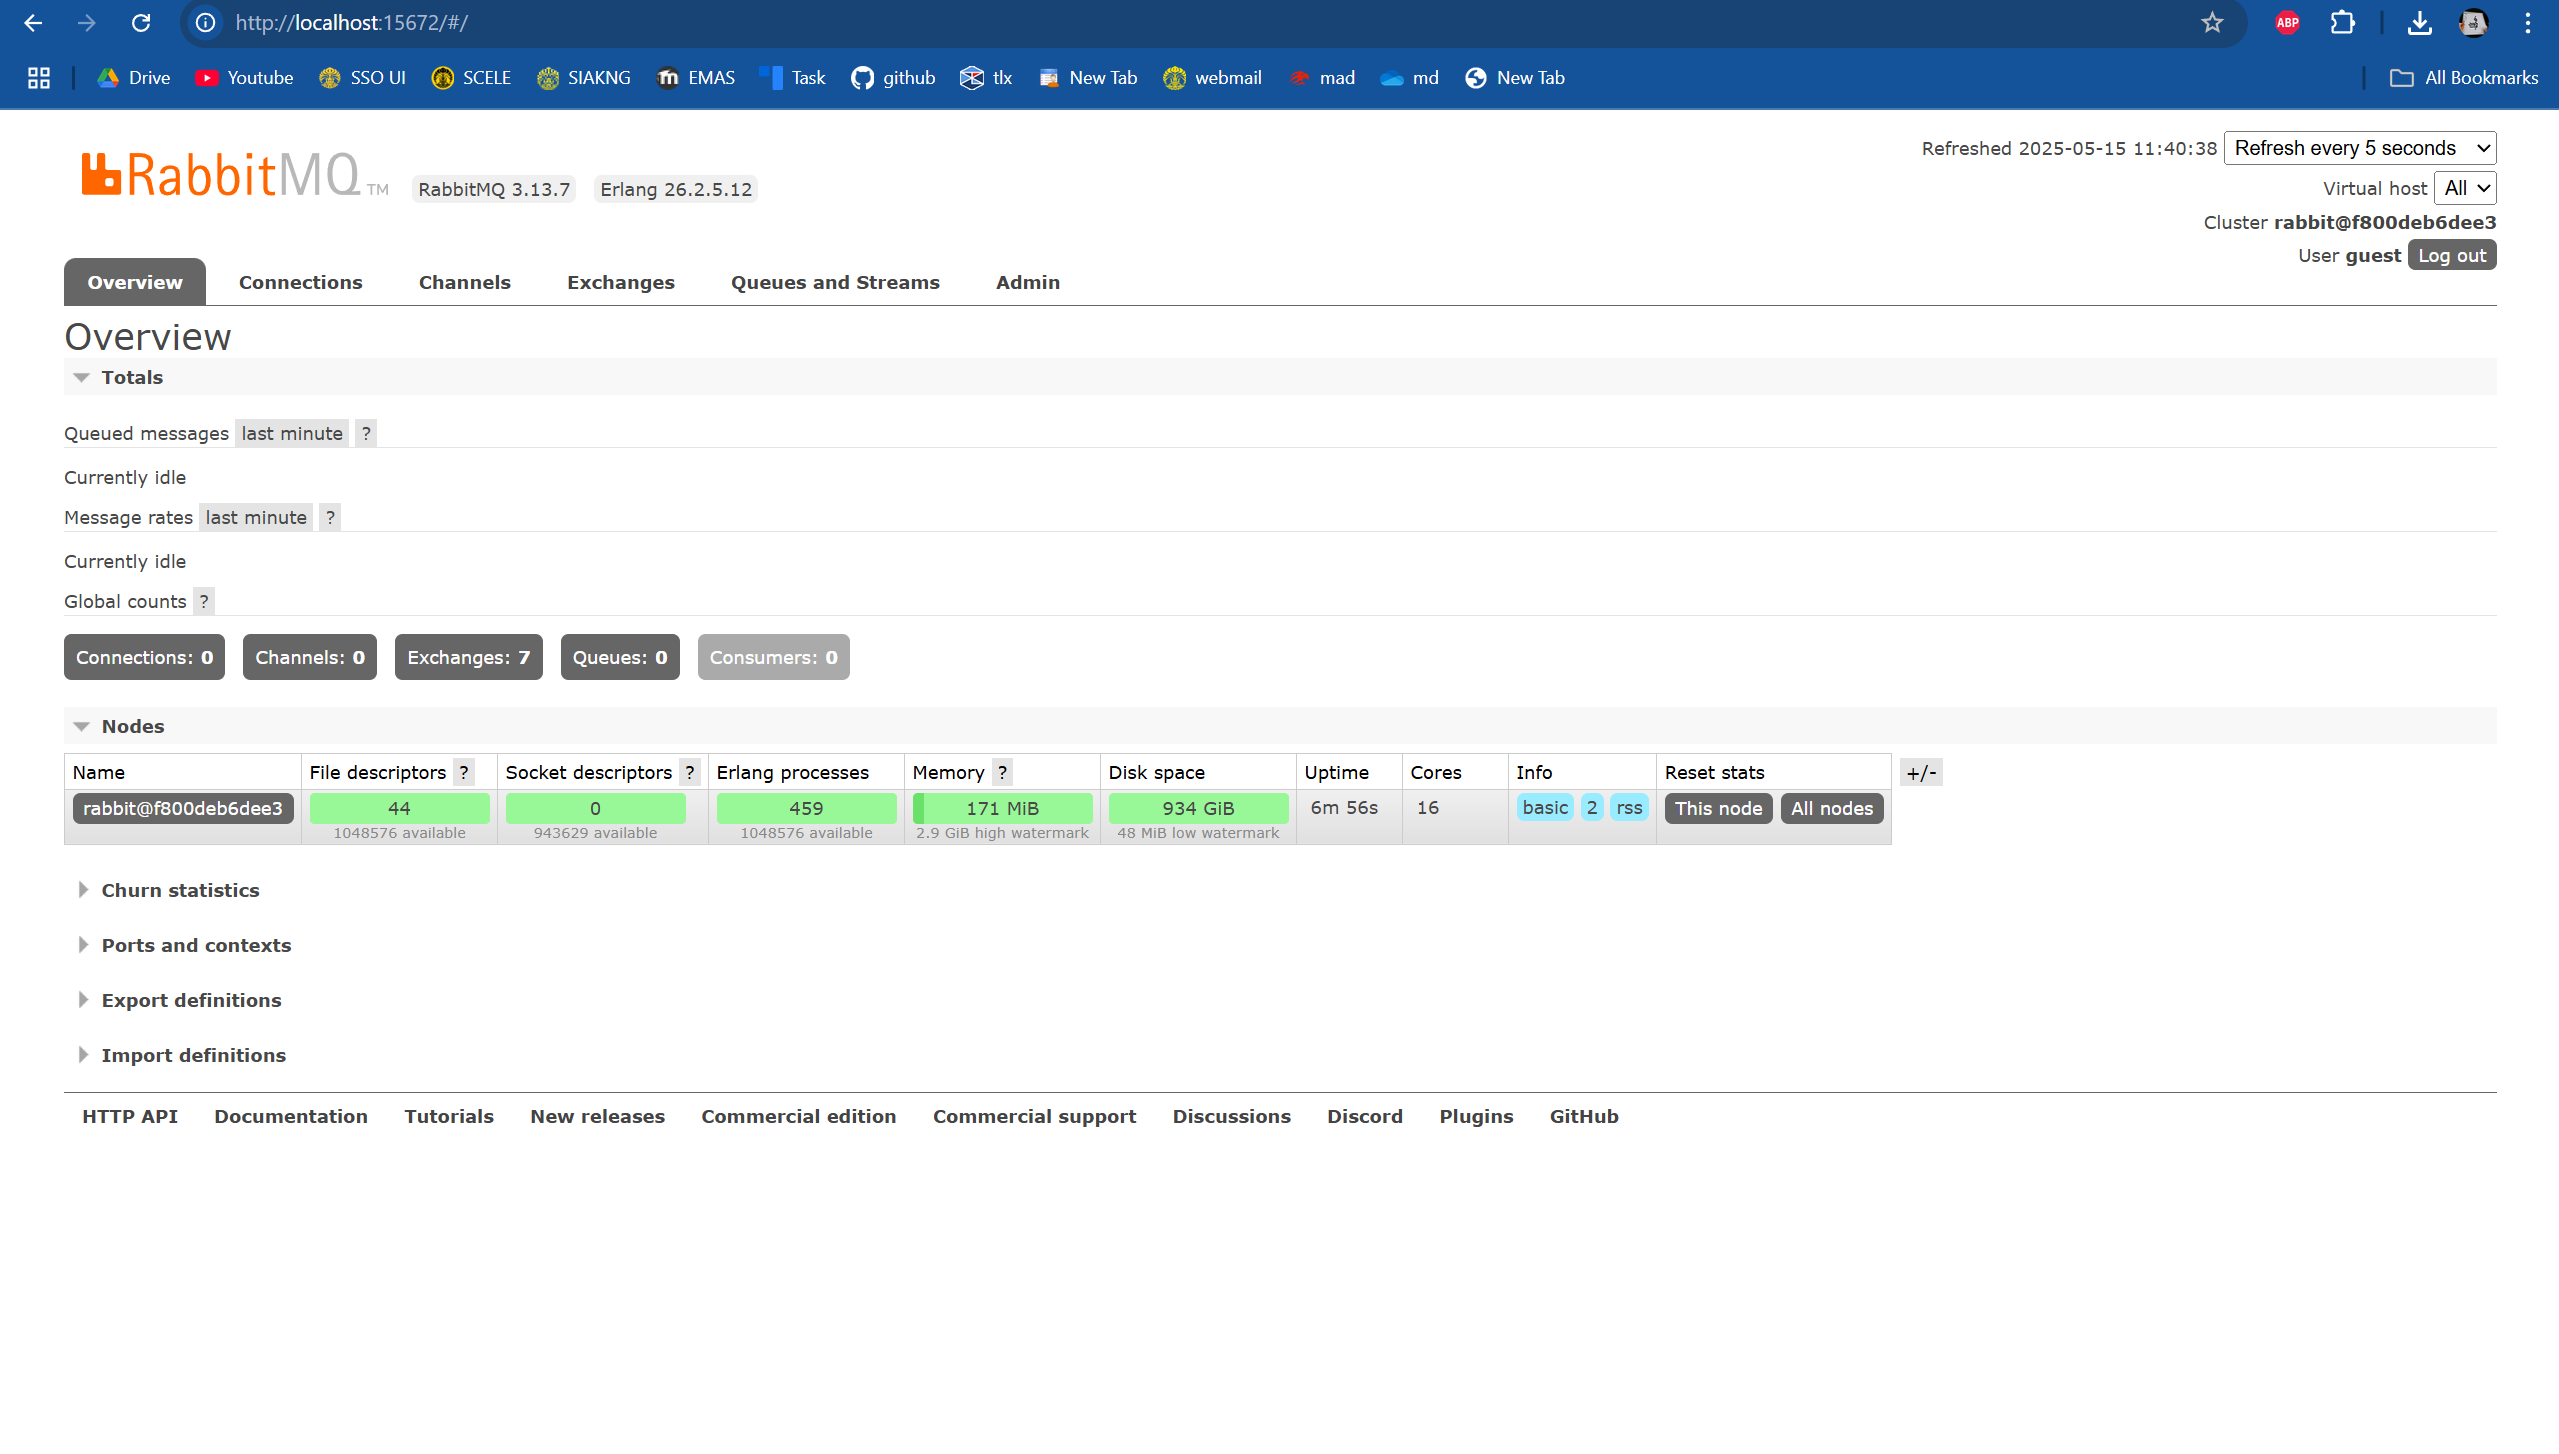 http://localhost:15672/#/
ABP
Drive Youtube SSO UI SCELE SIAKNG EMAS Task github tlx New Tab webmail mad md New Tab All Bookmarks
Refreshed 2025-05-15 11:40:38 Refresh every 5 seconds
RabbitMQ TM RabbitMQ 3.13.7 Erlang 26.2.5.12
Virtual host All
Cluster rabbit@f800deb6dee3
User guest Log out
Overview Connections Channels Exchanges Queues and Streams Admin
Overview
Totals
Queued messages last minute ?
Currently idle
Message rates last minute ?
Currently idle
Global counts ?
Connections: 0 Channels: 0 Exchanges: 7 Queues: 0 Consumers: 0
Nodes
Name File descriptors ? Socket descriptors ? Erlang processes Memory ? Disk space Uptime Cores Info Reset stats +/-
rabbit@f800deb6dee3 44 0 459 171 MiB 934 GiB 6m 56s 16 basic 2 rss This node All nodes
1048576 available 943629 available 1048576 available 2.9 GiB high watermark 48 MiB low watermark
Churn statistics
Ports and contexts
Export definitions
Import definitions
HTTP API Documentation Tutorials New releases Commercial edition Commercial support Discussions Discord Plugins GitHub